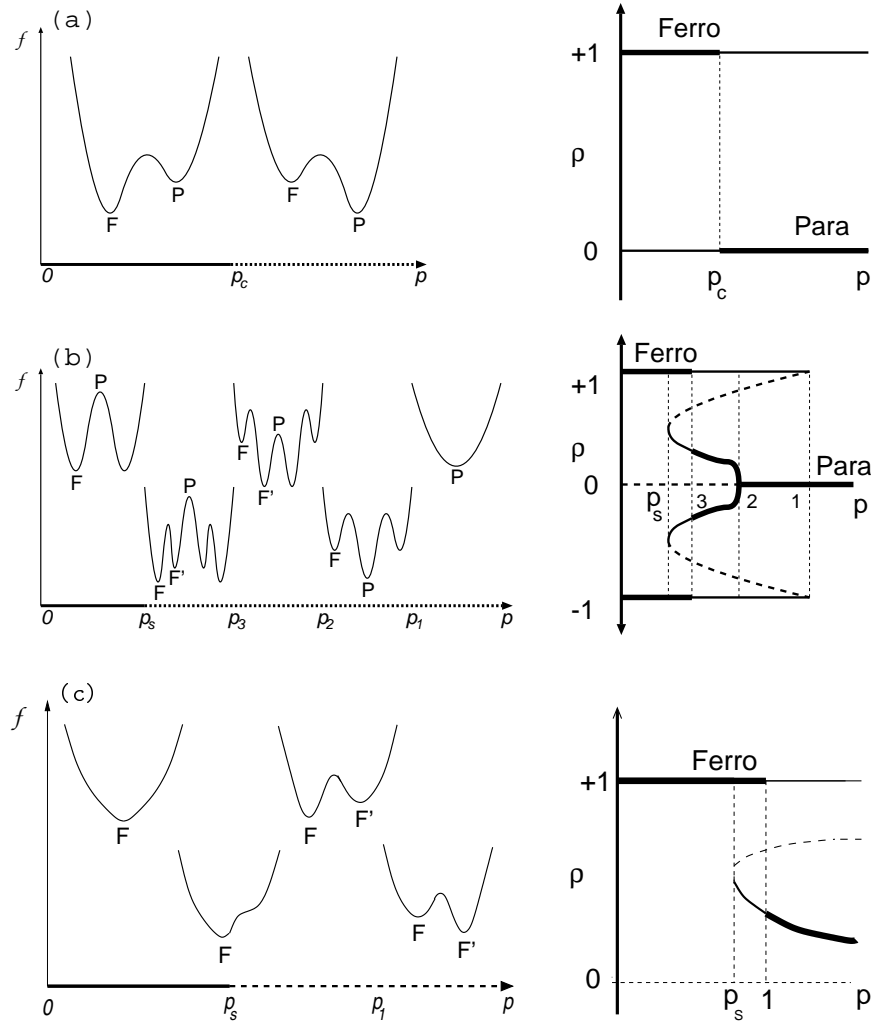 (a)
f
F
P
F
P
0
p_c
p
Ferro
+1
ρ
Para
0
p_c
p
(b)
f
P
F
F
F'
P
F
F'
P
F
P
P
0
p_s
p_3
p_2
p_1
p
Ferro
+1
ρ
0
Para
p_s
3
2
1
p
-1
(c)
f
F
F
F
F'
F
F'
0
p_s
p_1
p
Ferro
+1
ρ
0
p_s
1
p